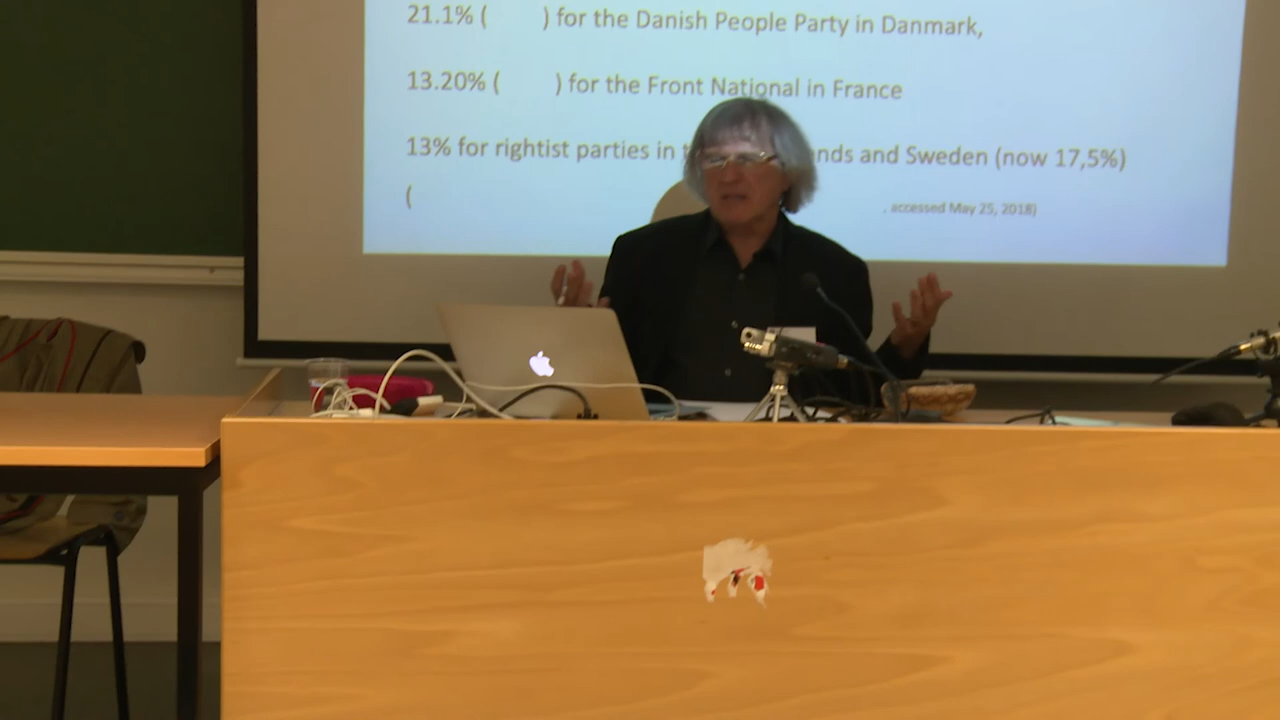 21.1% ( ) for the Danish People Party in Danmark,
13.20% ( ) for the Front National in France
13% for rightist parties in t nds and Sweden (now 17,5%)
(
, accessed May 25, 2018)